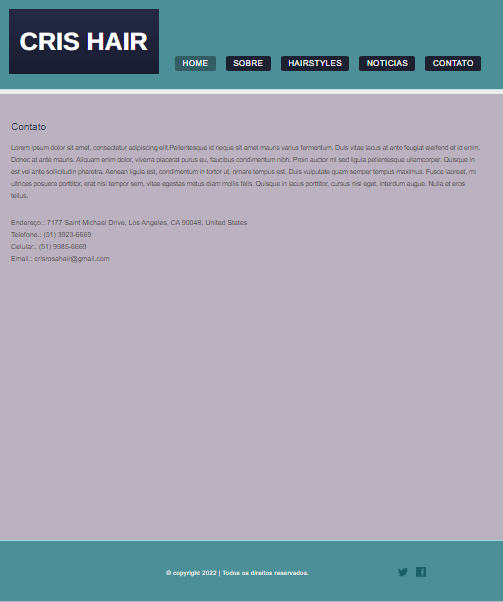 CRIS HAIR
HOME SOBRE HAIRSTYLES NOTICIAS CONTATO
Contato
Lorem ipsum dolor sit amet, consectetur adipiscing elit.Pellentesque id neque sit amet mauris varius fermentum. Duis vitae lacus at ante feugiat eleifend et id enim.
Donec at ante mauris. Aliquam enim dolor, viverra placerat purus eu, faucibus condimentum nibh. Proin auctor mi sed ligula pellentesque ullamcorper. Quisque in
est vel ante sollicitudin pharetra. Aenean ligula est, condimentum in tortor ut, ornare tempus est. Duis vulputate quam semper tempus maximus. Fusce laoreet, mi
ultrices posuere porttitor, erat nisi tempor sem, vitae egestas metus diam mollis felis. Quisque in lacus porttitor, cursus nisi eget, interdum augue. Nulla et eros
tellus.
Endereço.: 7177 Saint Michael Drive, Los Angeles, CA 90048, United States
Telefone.: (51) 3923-6669
Celular.: (51) 9985-6669
Email.: crisrosahair@gmail.com
© copyright 2022 | Todos os direitos reservados.